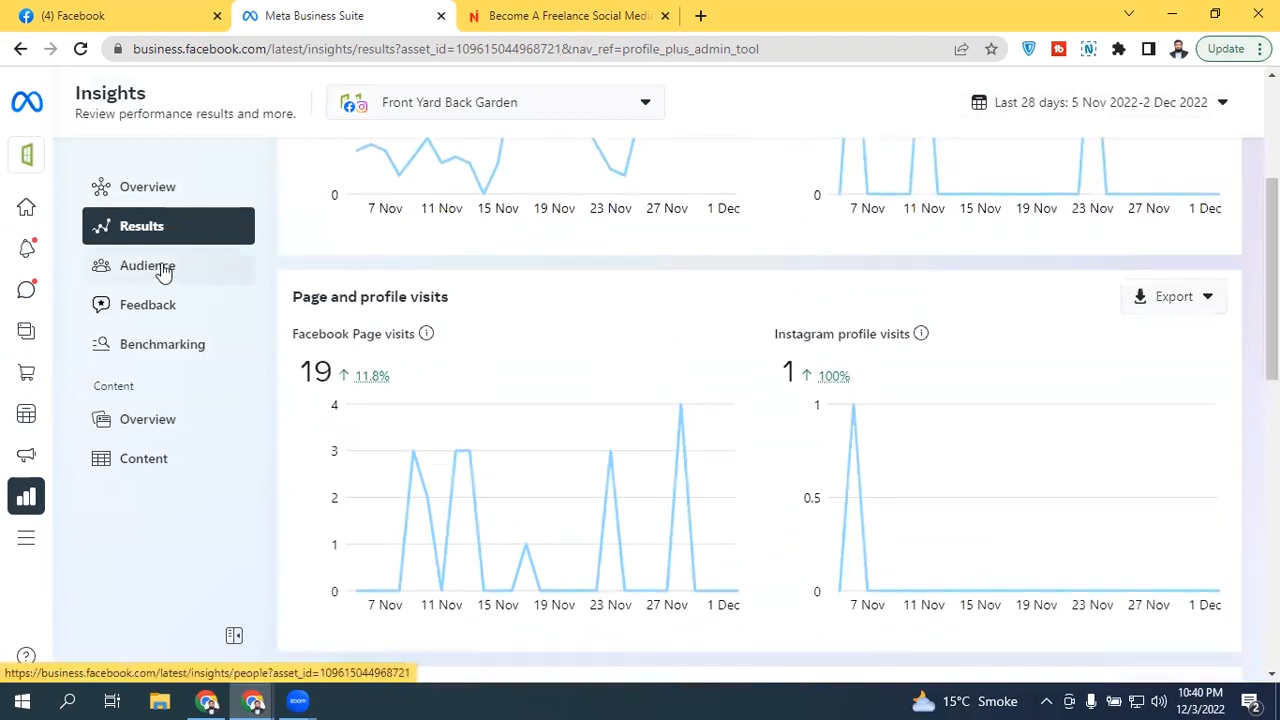 (4) Facebook
Meta Business Suite
Become A Freelance Social Medi
business.facebook.com/latest/insights/results?asset_id=109615044968721&nav_ref=profile_plus_admin_tool
Update
Insights
Review performance results and more.
Front Yard Back Garden
Last 28 days: 5 Nov 2022-2 Dec 2022
Overview
Results
Audience
Feedback
Benchmarking
Content
Overview
Content
0
7 Nov 11 Nov 15 Nov 19 Nov 23 Nov 27 Nov 1 Dec
0
7 Nov 11 Nov 15 Nov 19 Nov 23 Nov 27 Nov 1 Dec
Page and profile visits
Export
Facebook Page visits
19 ↑ 11.8%
4
3
2
1
0
7 Nov 11 Nov 15 Nov 19 Nov 23 Nov 27 Nov 1 Dec
Instagram profile visits
1 ↑ 100%
1
0.5
0
7 Nov 11 Nov 15 Nov 19 Nov 23 Nov 27 Nov 1 Dec
https://business.facebook.com/latest/insights/people?asset_id=109615044968721
zoom
15°C Smoke
10:40 PM
12/3/2022
2